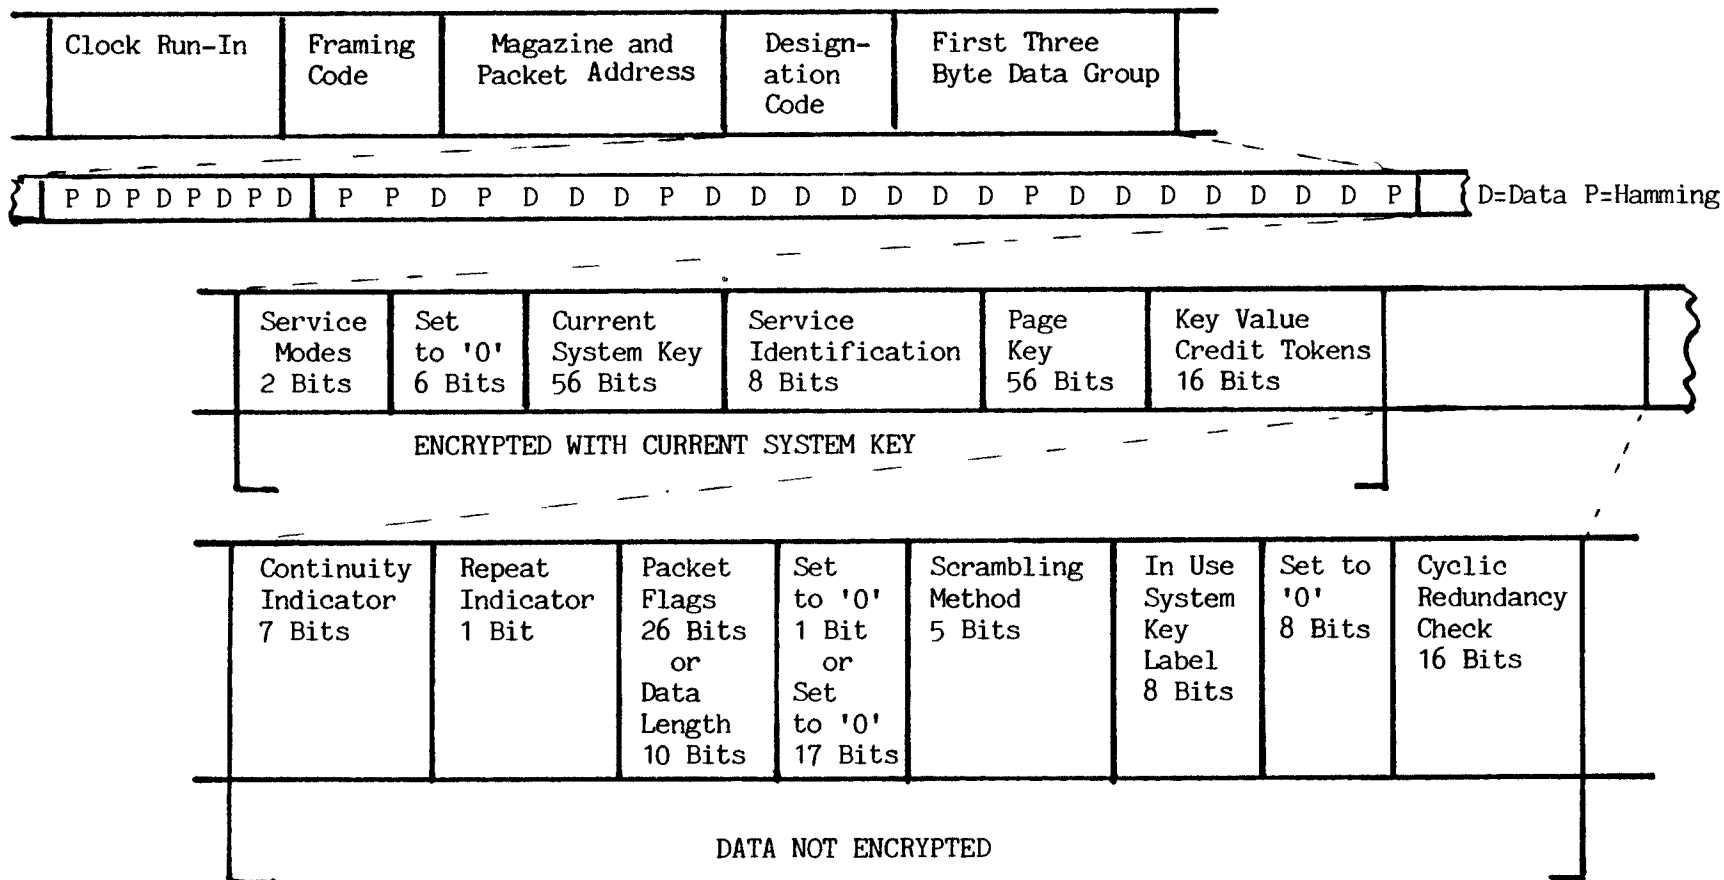 Clock Run-In
Framing
Code
Magazine and
Packet Address
Design-
ation
Code
First Three
Byte Data Group
P D P D P D P D P P D P D D D P D D D D D D D P D D D D D D D P D=Data P=Hamming
Service
Modes
2 Bits
Set
to '0'
6 Bits
Current
System Key
56 Bits
Service
Identification
8 Bits
Page
Key
56 Bits
Key Value
Credit Tokens
16 Bits
ENCRYPTED WITH CURRENT SYSTEM KEY
Continuity
Indicator
7 Bits
Repeat
Indicator
1 Bit
Packet
Flags
26 Bits
or
Data
Length
10 Bits
Set
to '0'
1 Bit
or
Set
to '0'
17 Bits
Scrambling
Method
5 Bits
In Use
System
Key
Label
8 Bits
Set to
'0'
8 Bits
Cyclic
Redundancy
Check
16 Bits
DATA NOT ENCRYPTED